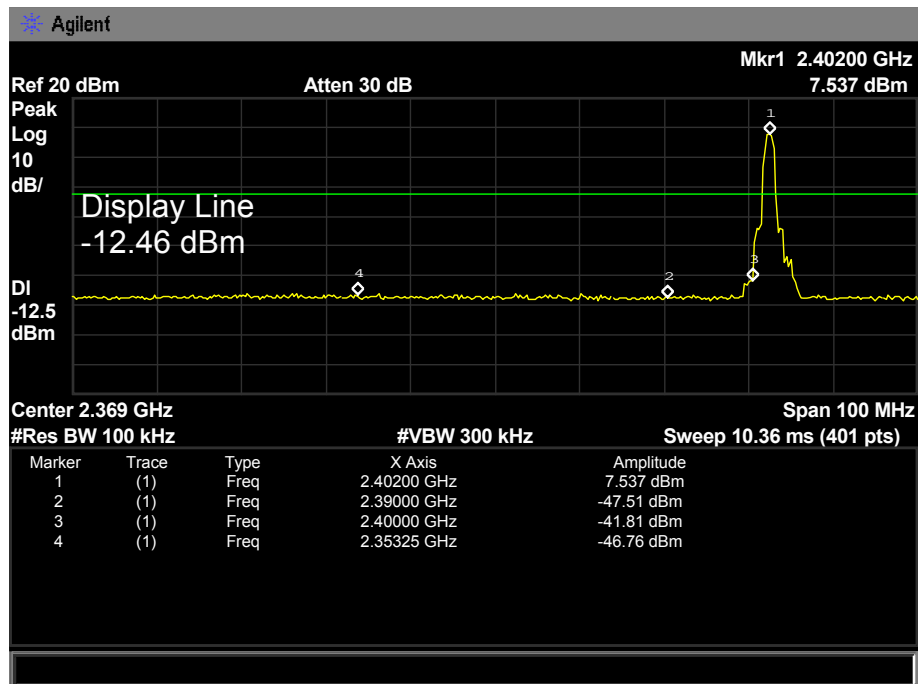 Agilent
Mkr1 2.40200 GHz
Ref 20 dBm Atten 30 dB 7.537 dBm
Peak
Log
10
dB/
1
Display Line
-12.46 dBm
4
2
3
DI
-12.5
dBm
Center 2.369 GHz Span 100 MHz
#Res BW 100 kHz #VBW 300 kHz Sweep 10.36 ms (401 pts)
Marker Trace Type X Axis Amplitude
1 (1) Freq 2.40200 GHz 7.537 dBm
2 (1) Freq 2.39000 GHz -47.51 dBm
3 (1) Freq 2.40000 GHz -41.81 dBm
4 (1) Freq 2.35325 GHz -46.76 dBm